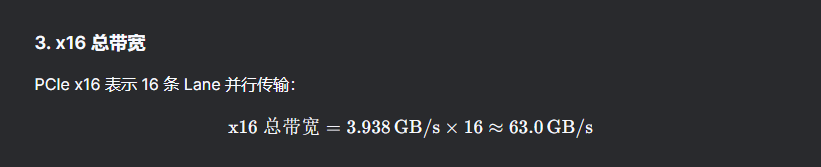 3. x16 总带宽
PCIe x16 表示 16 条 Lane 并行传输：
x16 总带宽 = 3.938 GB/s × 16 ≈ 63.0 GB/s